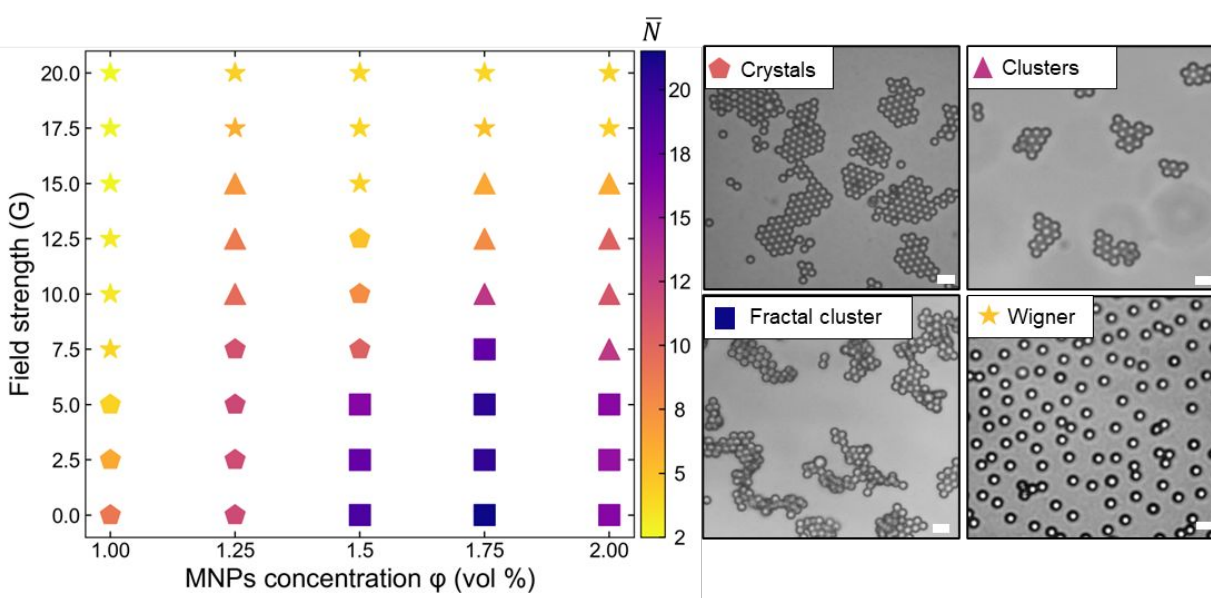 N̅
20.0
17.5
15.0
12.5
10.0
7.5
5.0
2.5
0.0
Field strength (G)
1.00 1.25 1.5 1.75 2.00
MNPs concentration φ (vol %)
20
18
15
12
10
8
5
2
Crystals
Clusters
Fractal cluster
Wigner